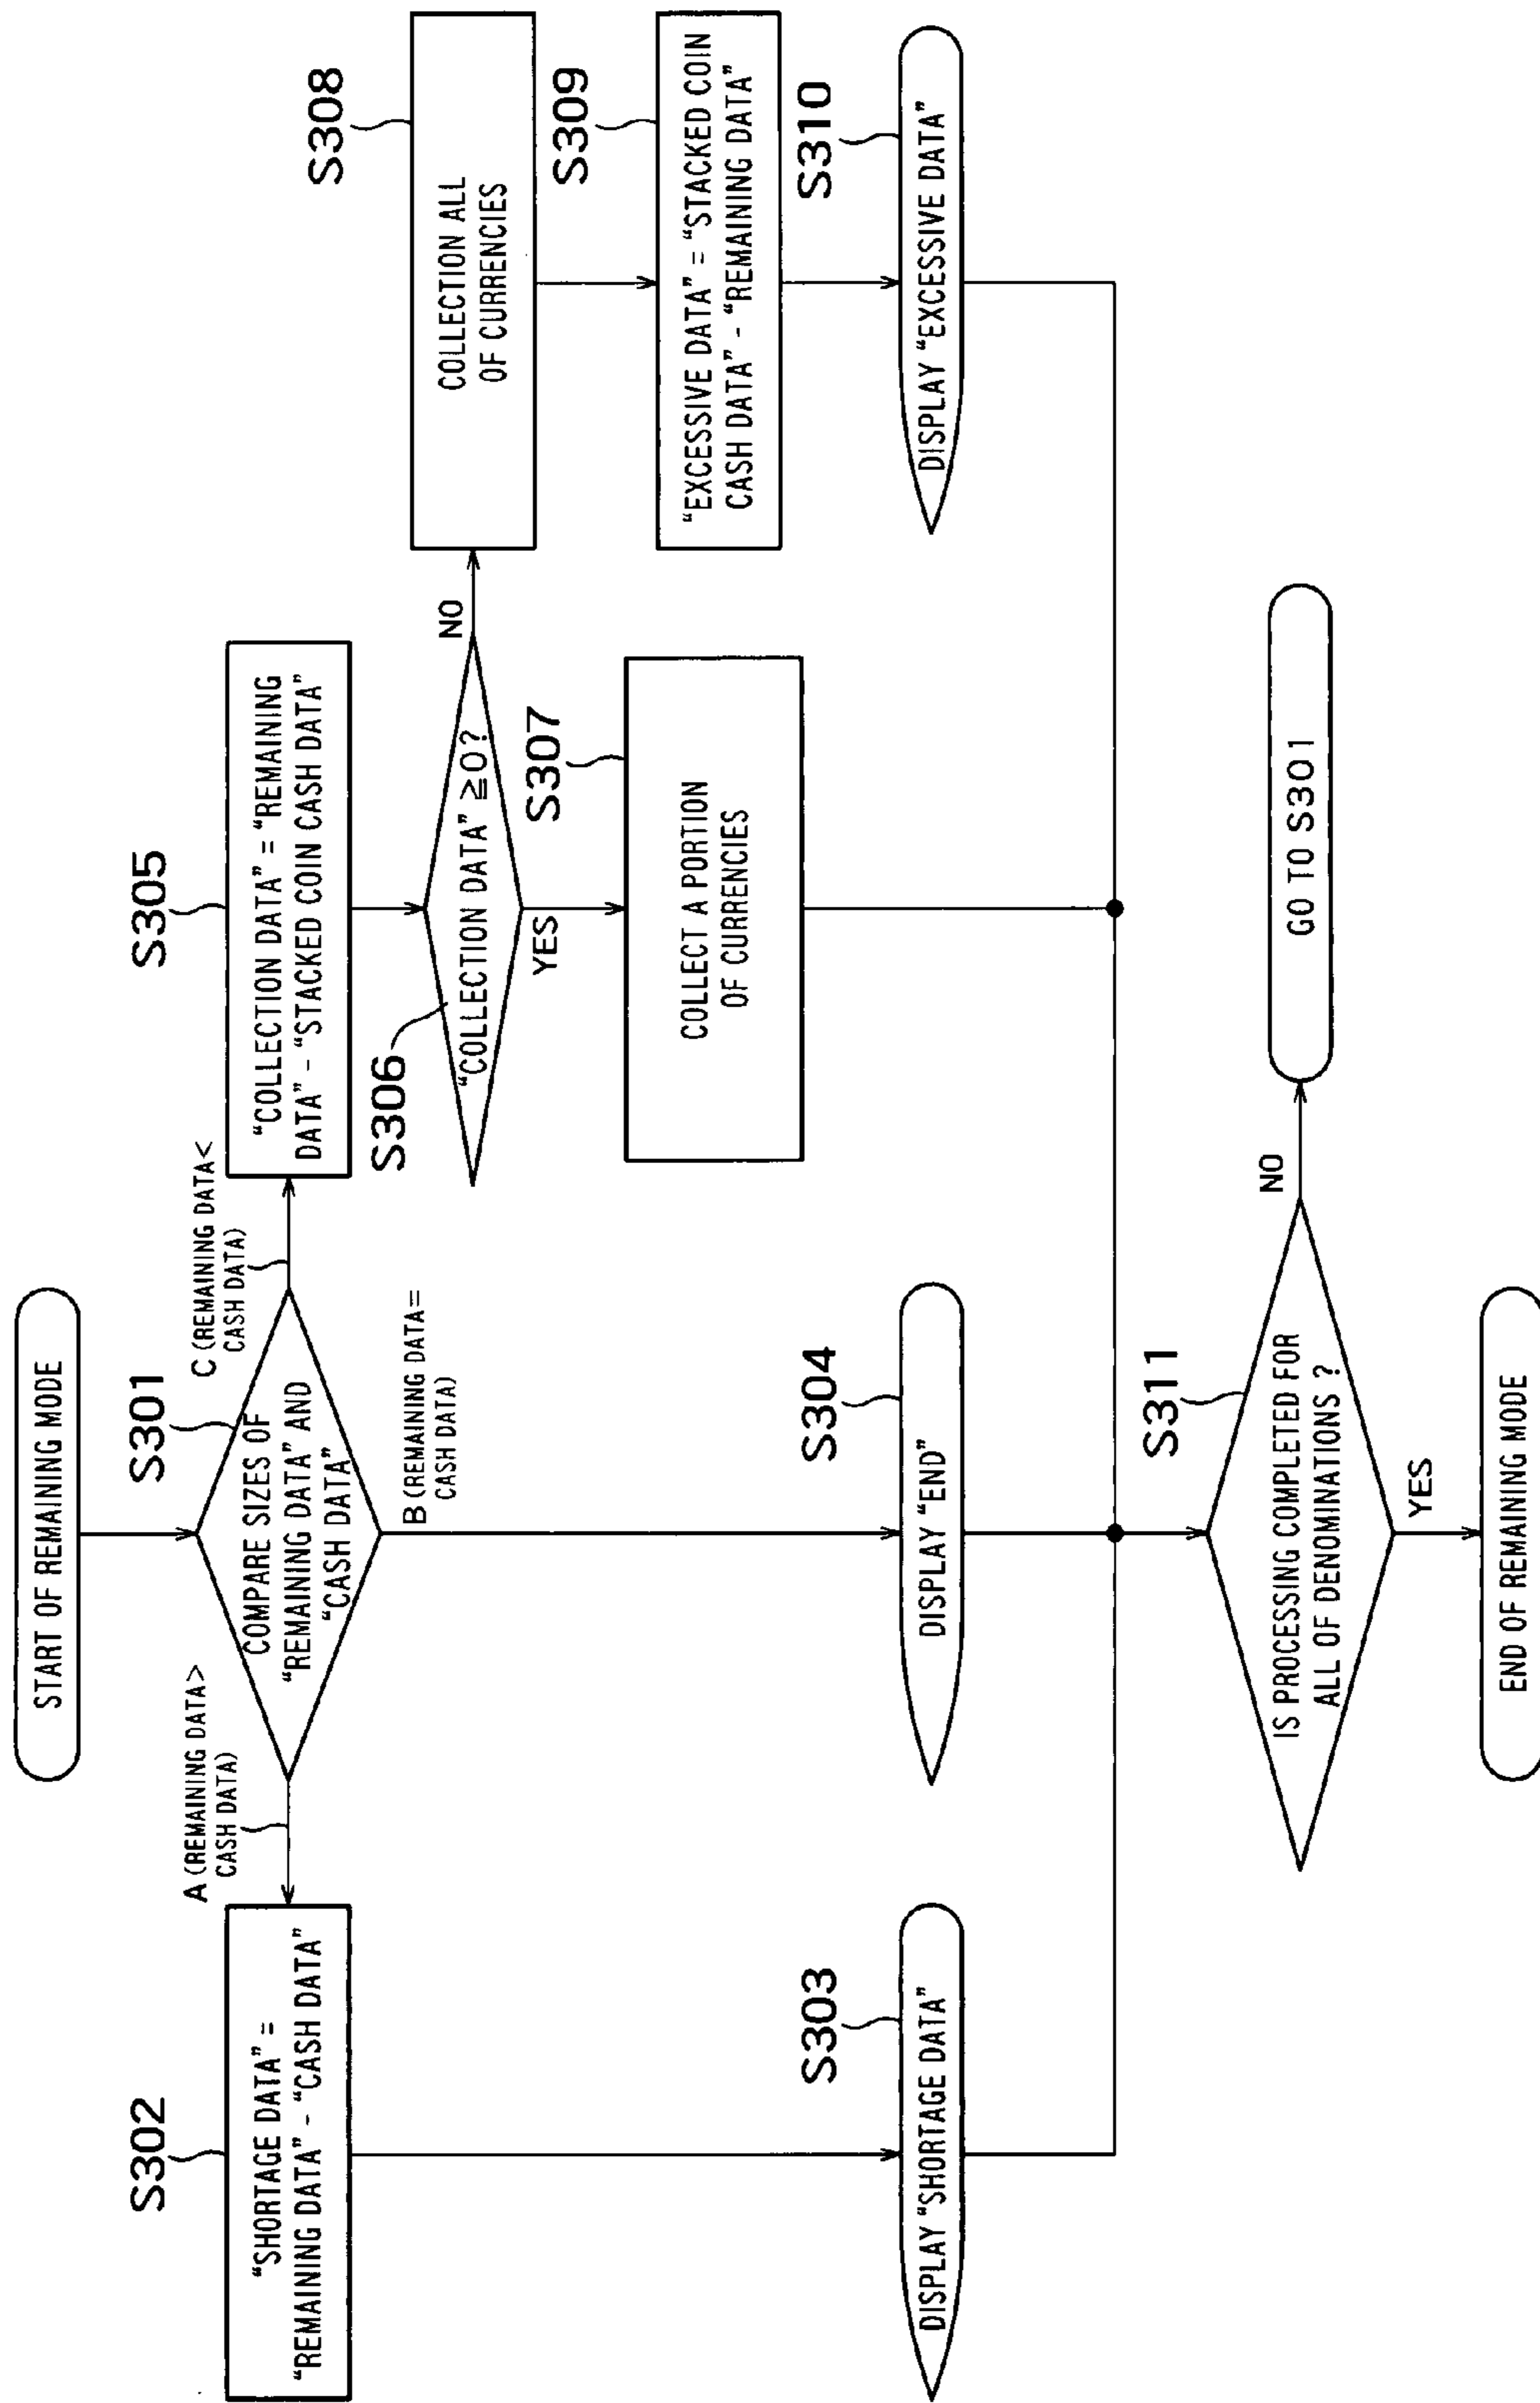 START OF REMAINING MODE
S301
COMPARE SIZES OF
“REMAINING DATA” AND
“CASH DATA”
A (REMAINING DATA>
CASH DATA)
B (REMAINING DATA=
CASH DATA)
C (REMAINING DATA<
CASH DATA)
S302
“SHORTAGE DATA” =
“REMAINING DATA” - “CASH DATA”
S303
DISPLAY “SHORTAGE DATA”
S304
DISPLAY “END”
S305
“COLLECTION DATA” = “REMAINING
DATA” - “STACKED COIN CASH DATA”
S306
“COLLECTION DATA” ≧0?
NO
YES
S307
COLLECT A PORTION
OF CURRENCIES
S308
COLLECTION ALL
OF CURRENCIES
S309
“EXCESSIVE DATA” = “STACKED COIN
CASH DATA” - “REMAINING DATA”
S310
DISPLAY “EXCESSIVE DATA”
S311
IS PROCESSING COMPLETED FOR
ALL OF DENOMINATIONS ?
NO
GO TO S301
YES
END OF REMAINING MODE